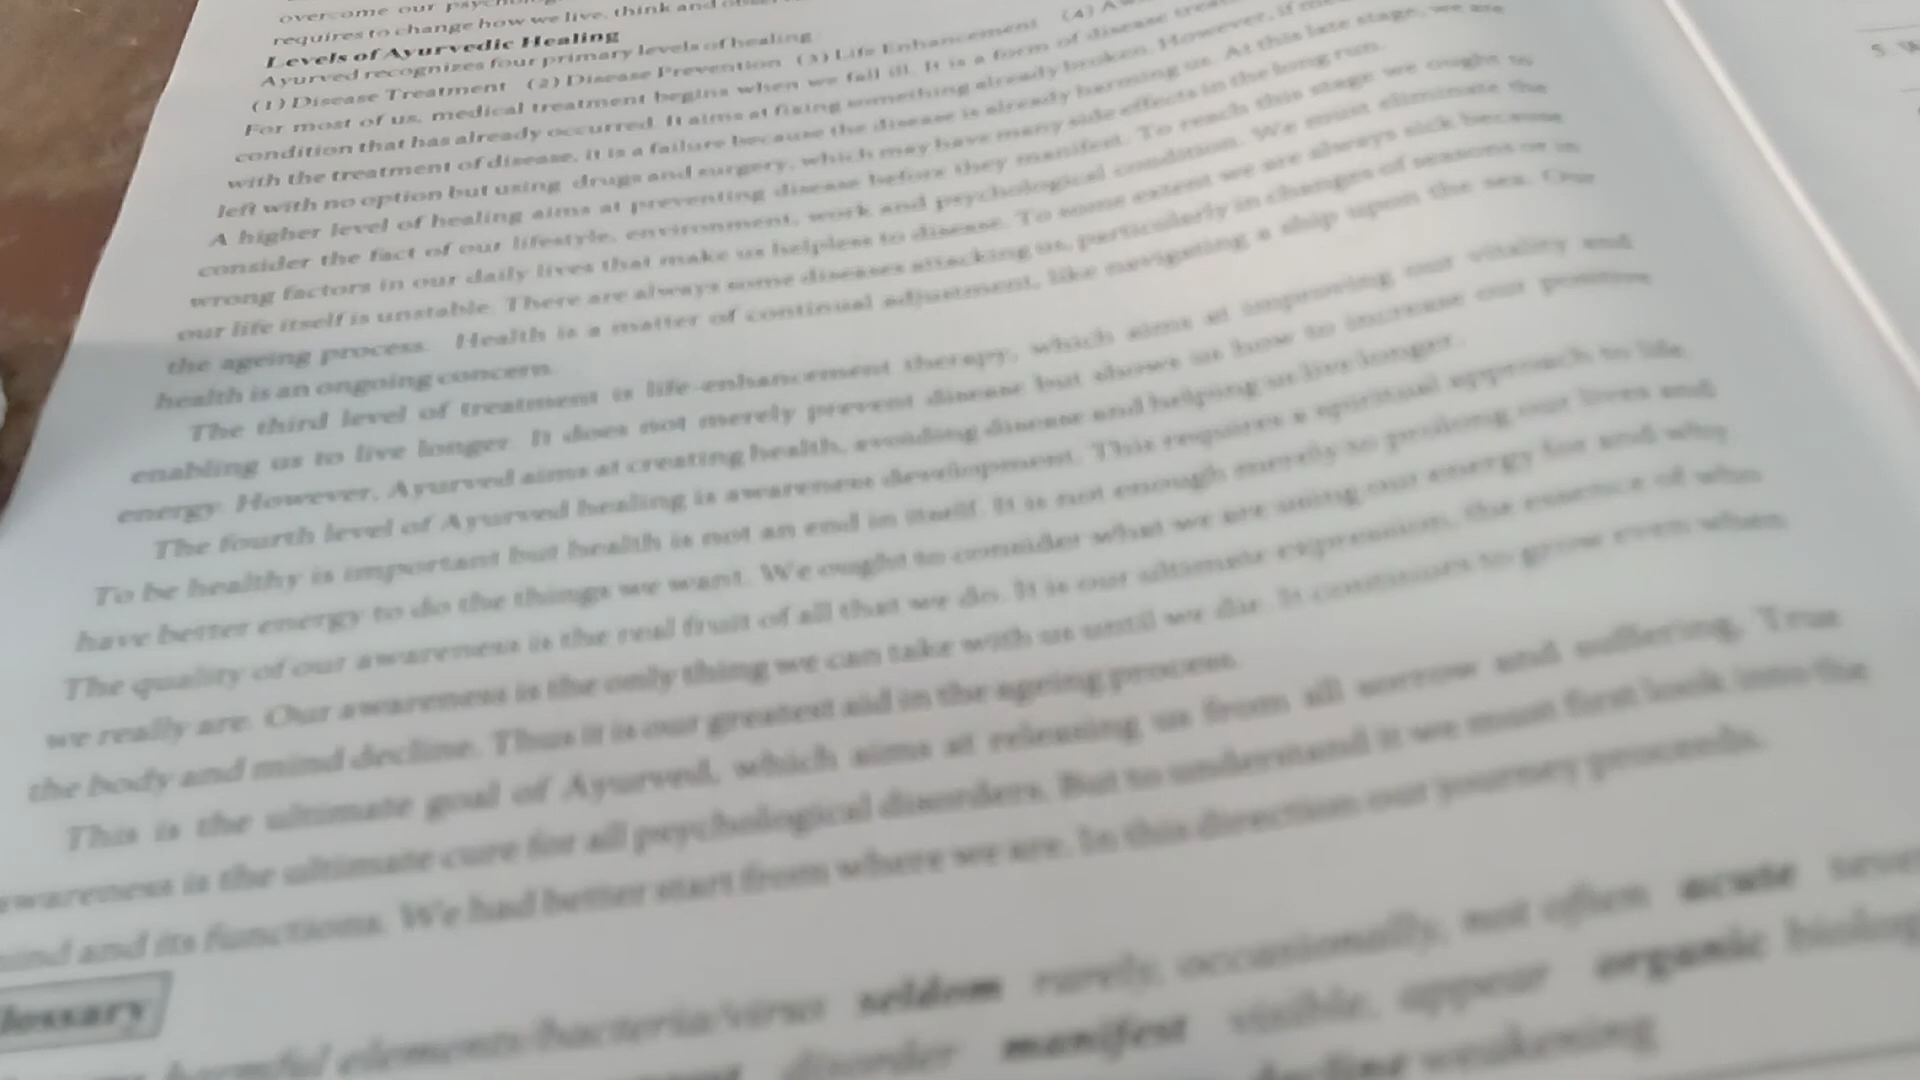 overcome our
requires to change how we live, think and
Levels of Ayurvedic Healing
Ayurved recognizes four primary levels of healing
(1) Disease Treatment (2) Disease Prevention (3) Life Enhancement (4)
For most of us, medical treatment begins when we fall ill. It is a form of disease
condition that has already occurred. It aims at fixing something already broken. However, if
with the treatment of disease, it is a failure because the disease is already harming us. At this late stage, we are
left with no option but using drugs and surgery, which may have many side effects in the long run.
A higher level of healing aims at preventing disease before they manifest. To reach this stage we ought to
consider the fact of our lifestyle, environment, work and psychological condition. We must eliminate the
wrong factors in our daily lives that make us helpless to disease. To some extent we are always sick because
our life itself is unstable. There are always some diseases attacking us, particularly in changes of seasons or in
the ageing process. Health is a matter of continual adjustment, like navigating a ship upon the sea. Our
health is an ongoing concern.
The third level of treatment is life-enhancement therapy, which aims at improving our vitality and
enabling us to live longer. It does not merely prevent disease but shows us how to increase our positive
energy. However, Ayurved aims at creating health, avoiding disease and helping us live longer.
The fourth level of Ayurved healing is awareness development. This requires a spiritual approach to life.
To be healthy is important but health is not an end in itself. It is not enough merely to prolong our lives and
have better energy to do the things we want. We ought to consider what we are using our energy for and why.
The quality of our awareness is the real fruit of all that we do. It is our ultimate expression, the essence of who
we really are. Our awareness is the only thing we can take with us until we die. It continues to grow even when
the body and mind decline. Thus it is our greatest aid in the ageing process.
This is the ultimate goal of Ayurved, which aims at releasing us from all sorrow and suffering. True
awareness is the ultimate cure for all psychological disorders. But to understand it we must first look into the
mind and its functions. We had better start from where we are. In this direction our journey proceeds.
Glossary
harmful elements/bacteria/virus seldom rarely, occasionally, not often acute
disorder manifest visible, appear organic
decline weakening
5.